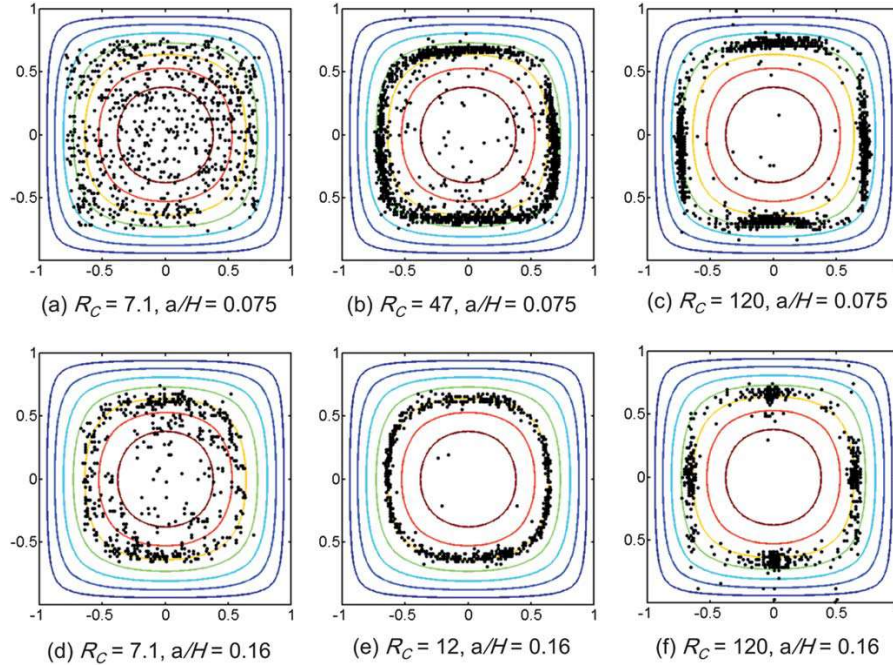 1 1 1
0.5 0.5 0.5
0 0 0
-0.5 -0.5 -0.5
-1 -0.5 0 0.5 1 -1 -0.5 0 0.5 1 -1 -0.5 0 0.5
(a) R_C = 7.1, a/H = 0.075 (b) R_C = 47, a/H = 0.075 (c) R_C = 120, a/H = 0.075
1 1 1
0.5 0.5 0.5
0 0 0
-0.5 -0.5 -0.5
-1 -0.5 0 0.5 1 -1 -0.5 0 0.5 1 -1 -0.5 0 0.5
(d) R_C = 7.1, a/H = 0.16 (e) R_C = 12, a/H = 0.16 (f) R_C = 120, a/H = 0.16